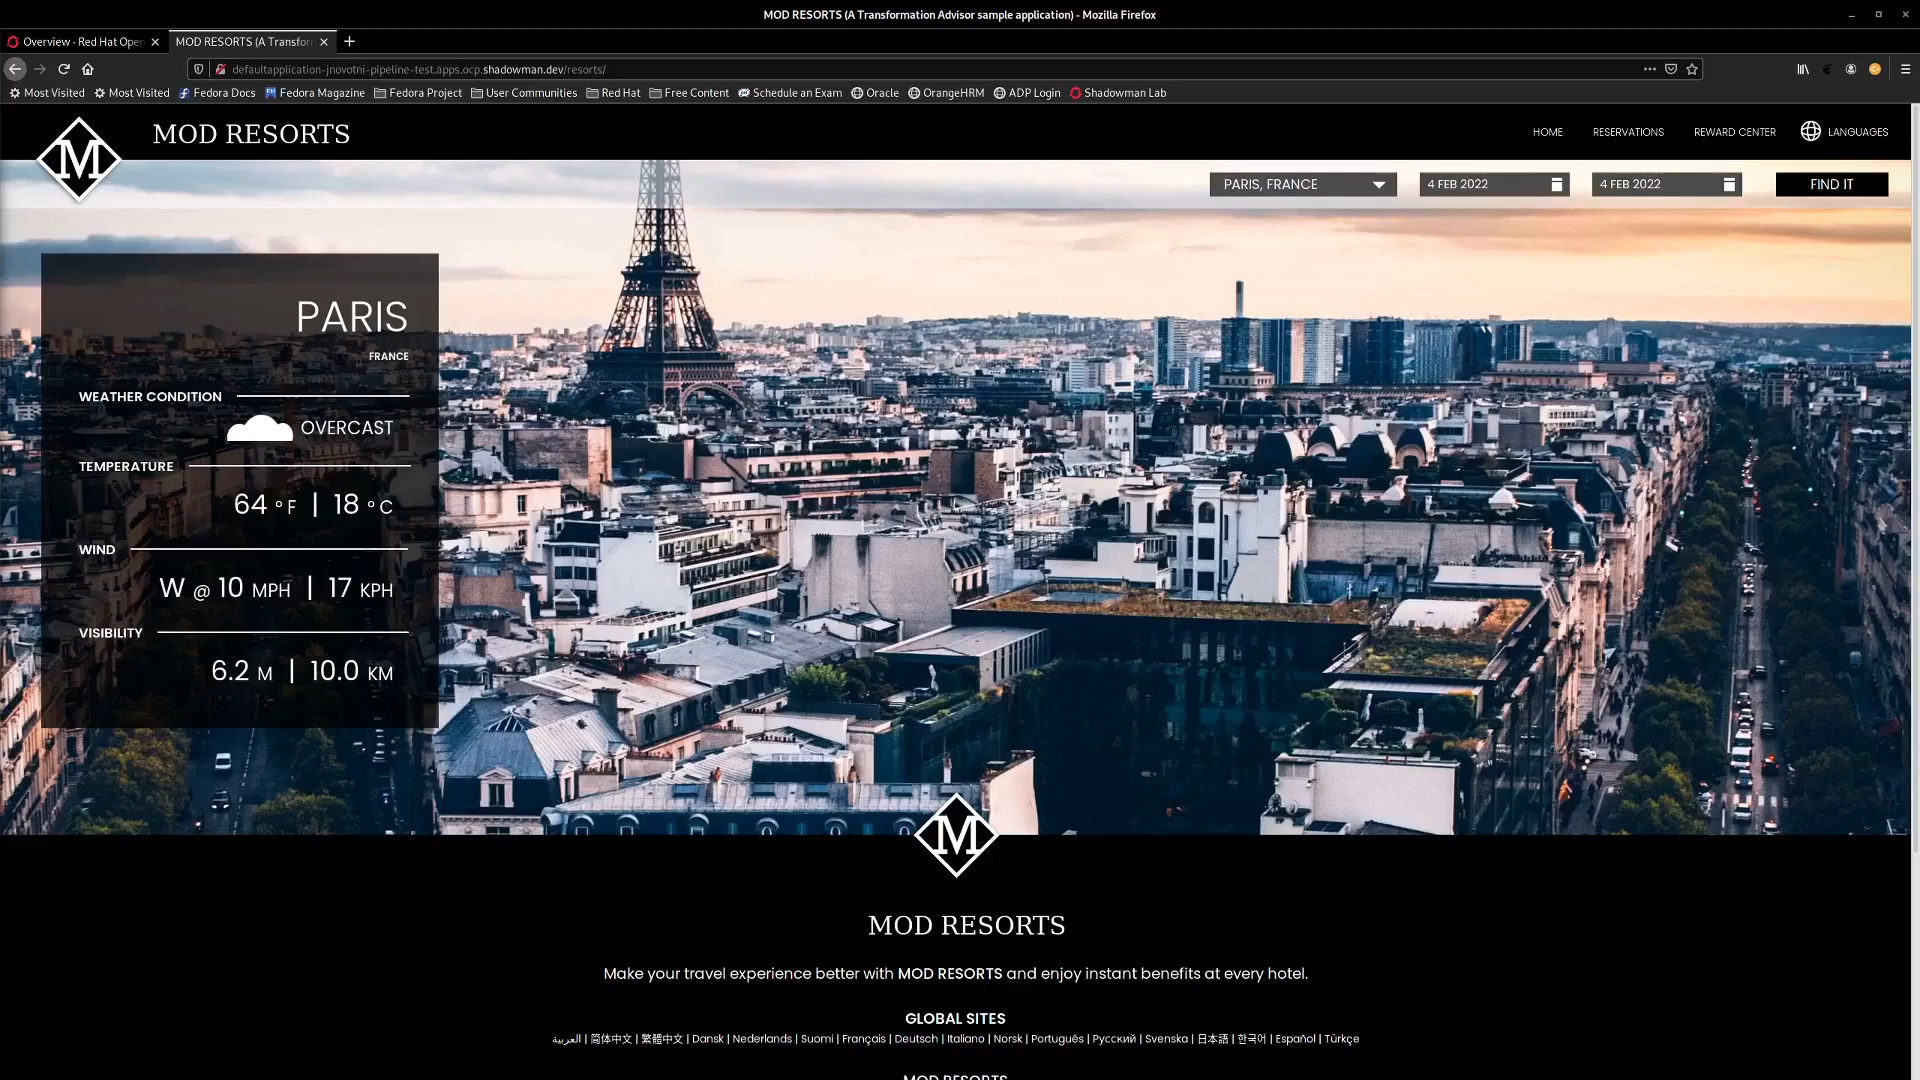 MOD RESORTS (A Transformation Advisor sample application) - Mozilla Firefox
Overview · Red Hat Open
MOD RESORTS (A Transform
defaultapplication-jnovotni-pipeline-test.apps.ocp.shadowman.dev/resorts/
Most Visited Most Visited Fedora Docs Fedora Magazine Fedora Project User Communities Red Hat Free Content Schedule an Exam Oracle OrangeHRM ADP Login Shadowman Lab
M MOD RESORTS HOME RESERVATIONS REWARD CENTER LANGUAGES
PARIS, FRANCE 4 FEB 2022 4 FEB 2022 FIND IT
PARIS
FRANCE
WEATHER CONDITION
OVERCAST
TEMPERATURE
64 °F | 18 °C
WIND
W @ 10 MPH | 17 KPH
VISIBILITY
6.2 M | 10.0 KM
M
MOD RESORTS
Make your travel experience better with MOD RESORTS and enjoy instant benefits at every hotel.
GLOBAL SITES
العربية | 简体中文 | 繁體中文 | Dansk | Nederlands | Suomi | Français | Deutsch | Italiano | Norsk | Português | Русский | Svenska | 日本語 | 한국어 | Español | Türkçe
MOD RESORTS